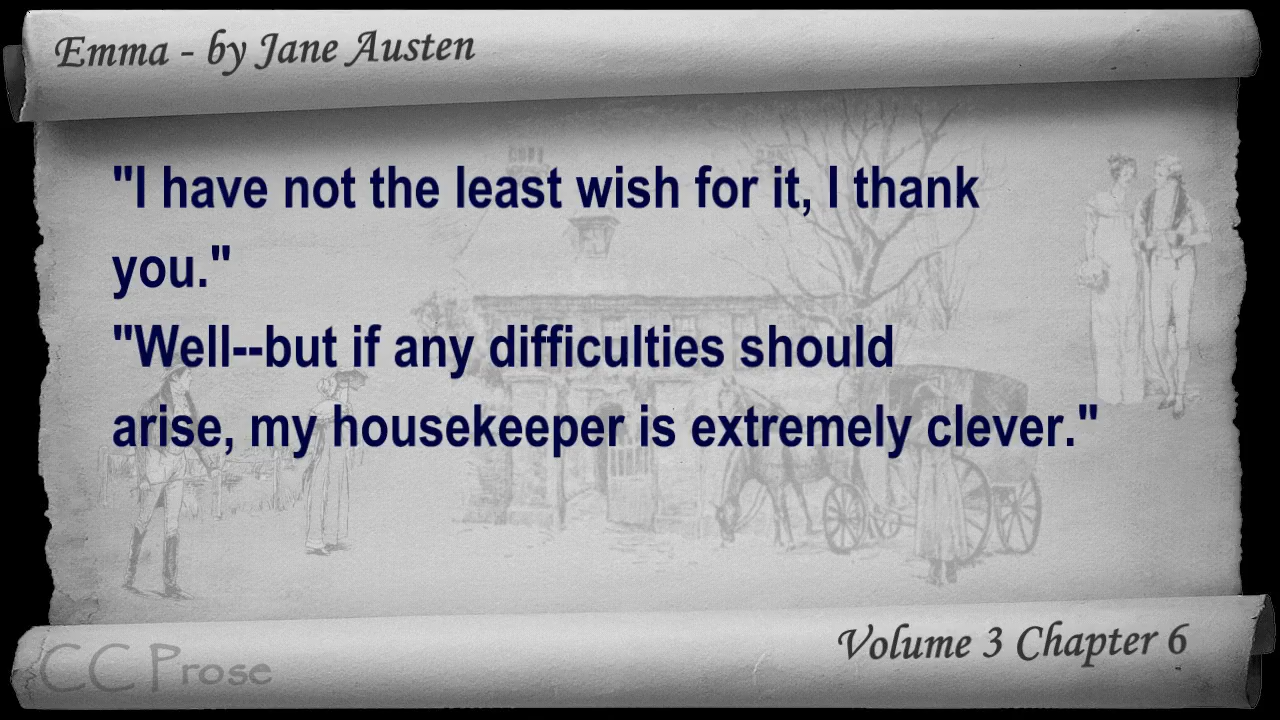 Emma - by Jane Austen
"I have not the least wish for it, I thank
you."
"Well--but if any difficulties should
arise, my housekeeper is extremely clever."
Volume 3 Chapter 6
CC Prose